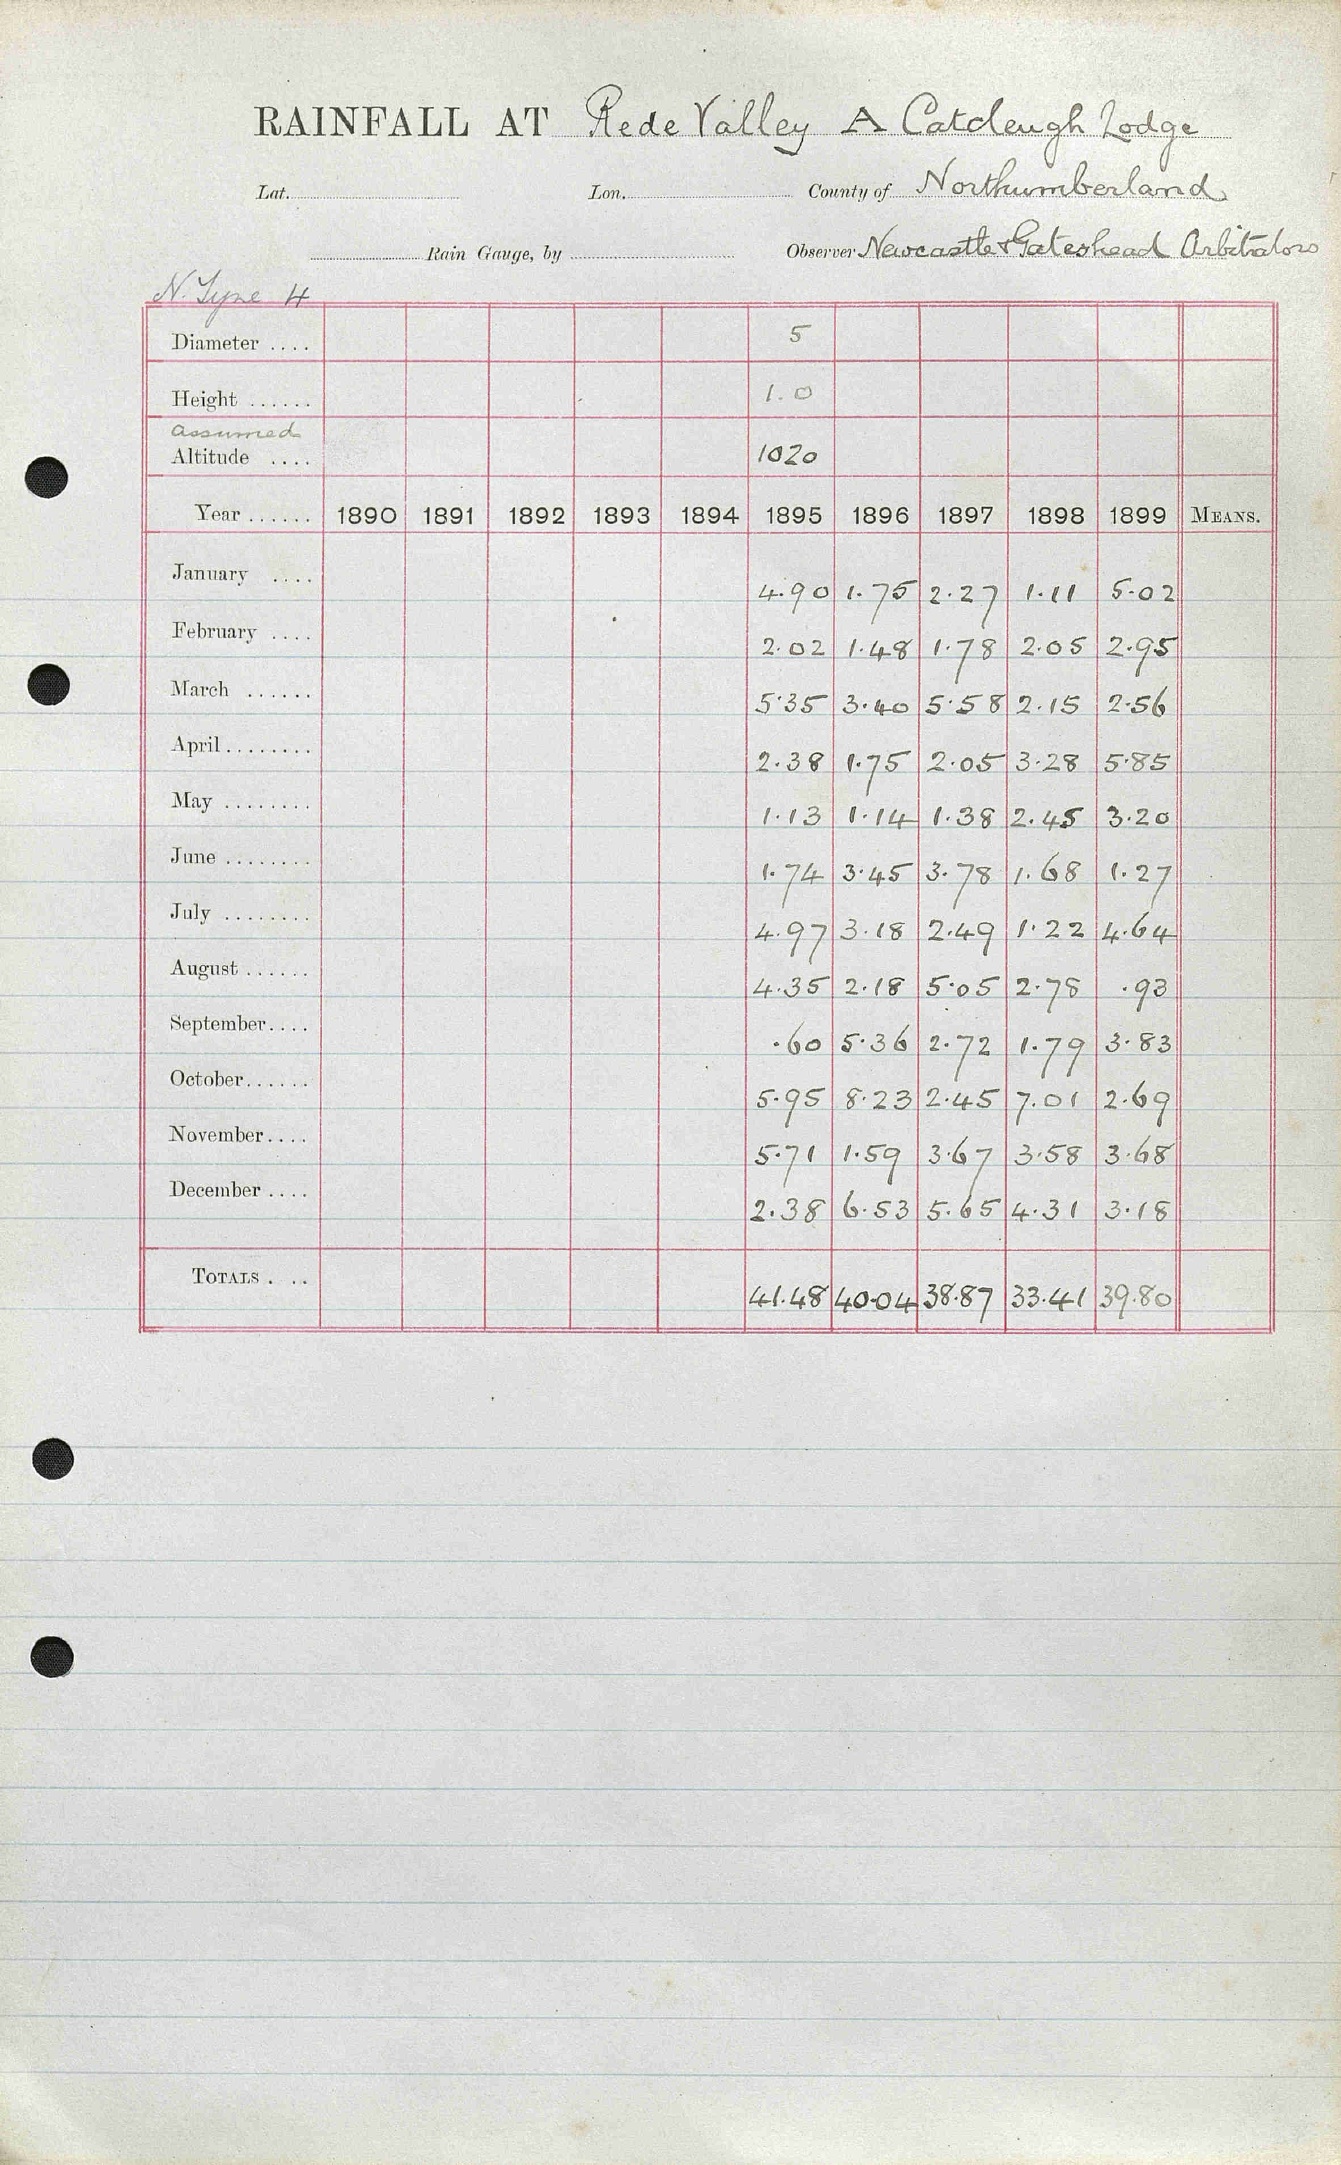 RAINFALL AT Rede Valley A Catcleugh Lodge
Lat. Lon. County of Northumberland
Rain Gauge, by Observer Newcastle & Gateshead Arbitrators
N. Tyne 4
Diameter .... 5
Height ...... 1.0
assumed
Altitude .... 1020
Year ...... 1890 1891 1892 1893 1894 1895 1896 1897 1898 1899 MEANS.
January .... 4.90 1.75 2.27 1.11 5.02
February .... 2.02 1.48 1.78 2.05 2.95
March ...... 5.35 3.40 5.58 2.15 2.56
April ........ 2.38 1.75 2.05 3.28 5.85
May ........ 1.13 1.14 1.38 2.45 3.20
June ........ 1.74 3.45 3.78 1.68 1.27
July ........ 4.97 3.18 2.49 1.22 4.64
August ...... 4.35 2.18 5.05 2.78 .93
September.... .60 5.36 2.72 1.79 3.83
October...... 5.95 8.23 2.45 7.01 2.69
November.... 5.71 1.59 3.67 3.58 3.68
December .... 2.38 6.53 5.65 4.31 3.18
TOTALS . .. 41.48 40.04 38.87 33.41 39.80